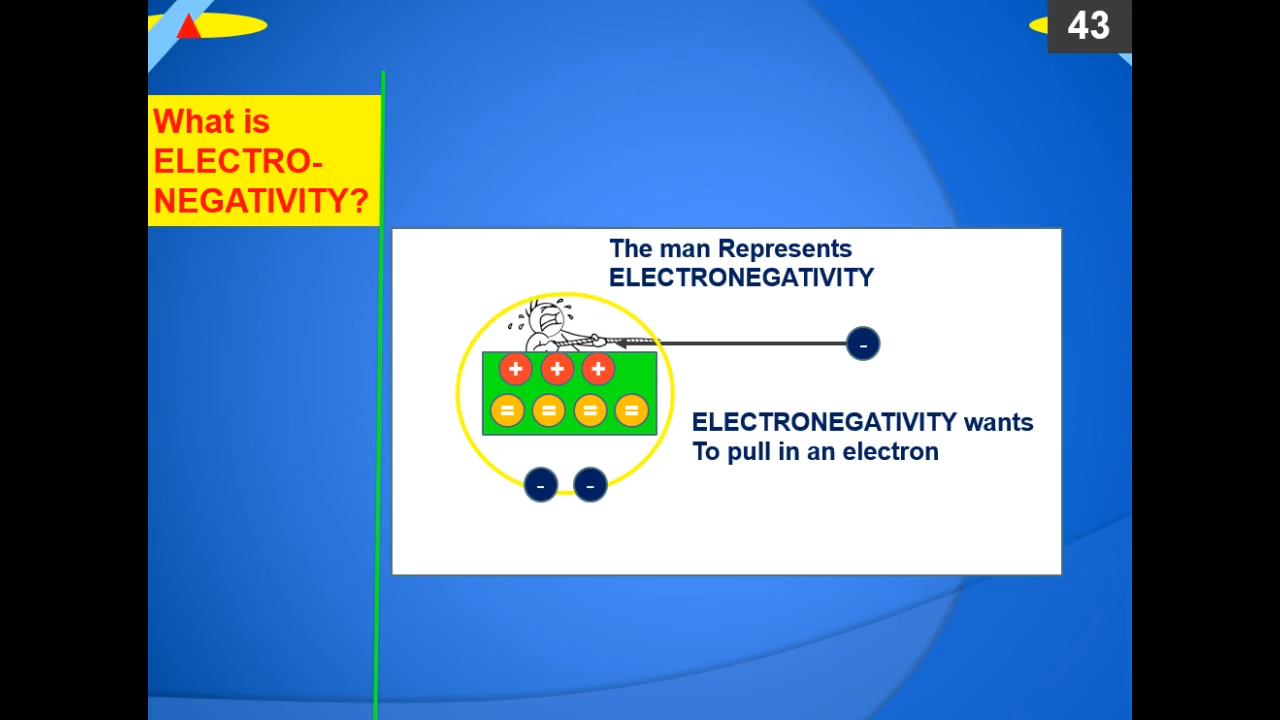 43
What is
ELECTRO-
NEGATIVITY?
The man Represents
ELECTRONEGATIVITY
-
+ + +
= = = =
ELECTRONEGATIVITY wants
To pull in an electron
- -